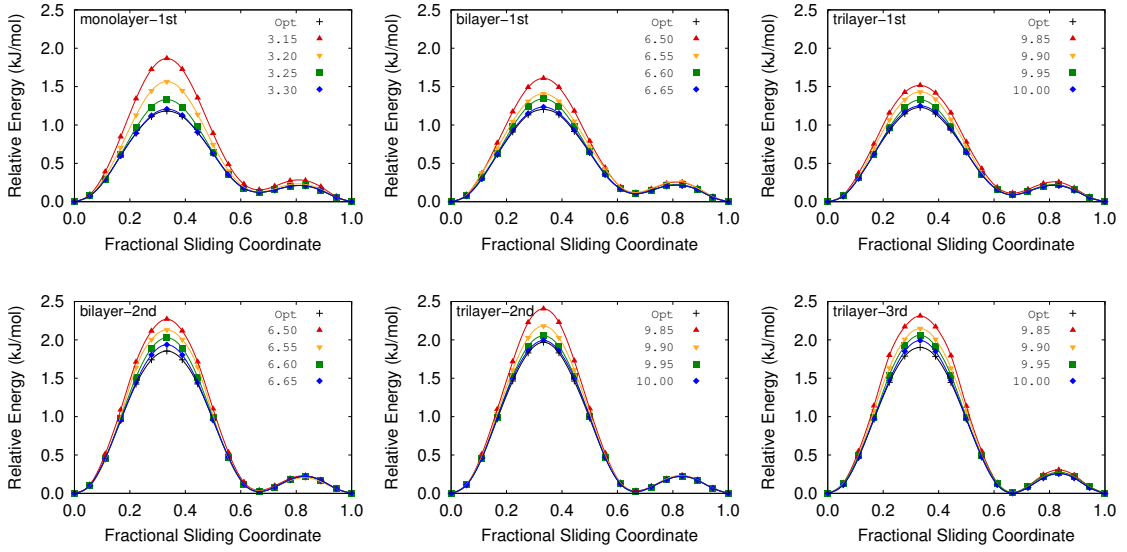 monolayer-1st
Relative Energy (kJ/mol)
2.5
2.0
1.5
1.0
0.5
0.0
Opt
3.15
3.20
3.25
3.30
0.0 0.2 0.4 0.6 0.8 1.0
Fractional Sliding Coordinate
bilayer-1st
Relative Energy (kJ/mol)
2.5
2.0
1.5
1.0
0.5
0.0
Opt
6.50
6.55
6.60
6.65
0.0 0.2 0.4 0.6 0.8 1.0
Fractional Sliding Coordinate
trilayer-1st
Relative Energy (kJ/mol)
2.5
2.0
1.5
1.0
0.5
0.0
Opt
9.85
9.90
9.95
10.00
0.0 0.2 0.4 0.6 0.8 1.0
Fractional Sliding Coordinate
bilayer-2nd
Relative Energy (kJ/mol)
2.5
2.0
1.5
1.0
0.5
0.0
Opt
6.50
6.55
6.60
6.65
0.0 0.2 0.4 0.6 0.8 1.0
Fractional Sliding Coordinate
trilayer-2nd
Relative Energy (kJ/mol)
2.5
2.0
1.5
1.0
0.5
0.0
Opt
9.85
9.90
9.95
10.00
0.0 0.2 0.4 0.6 0.8 1.0
Fractional Sliding Coordinate
trilayer-3rd
Relative Energy (kJ/mol)
2.5
2.0
1.5
1.0
0.5
0.0
Opt
9.85
9.90
9.95
10.00
0.0 0.2 0.4 0.6 0.8 1.0
Fractional Sliding Coordinate